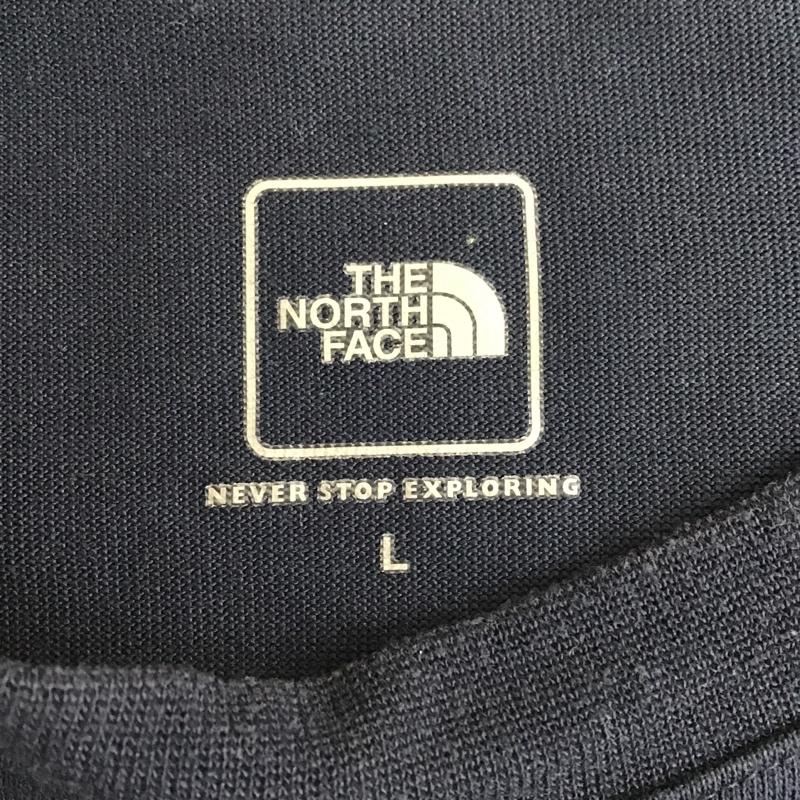 THE
NORTH
FACE
NEVER STOP EXPLORING
L